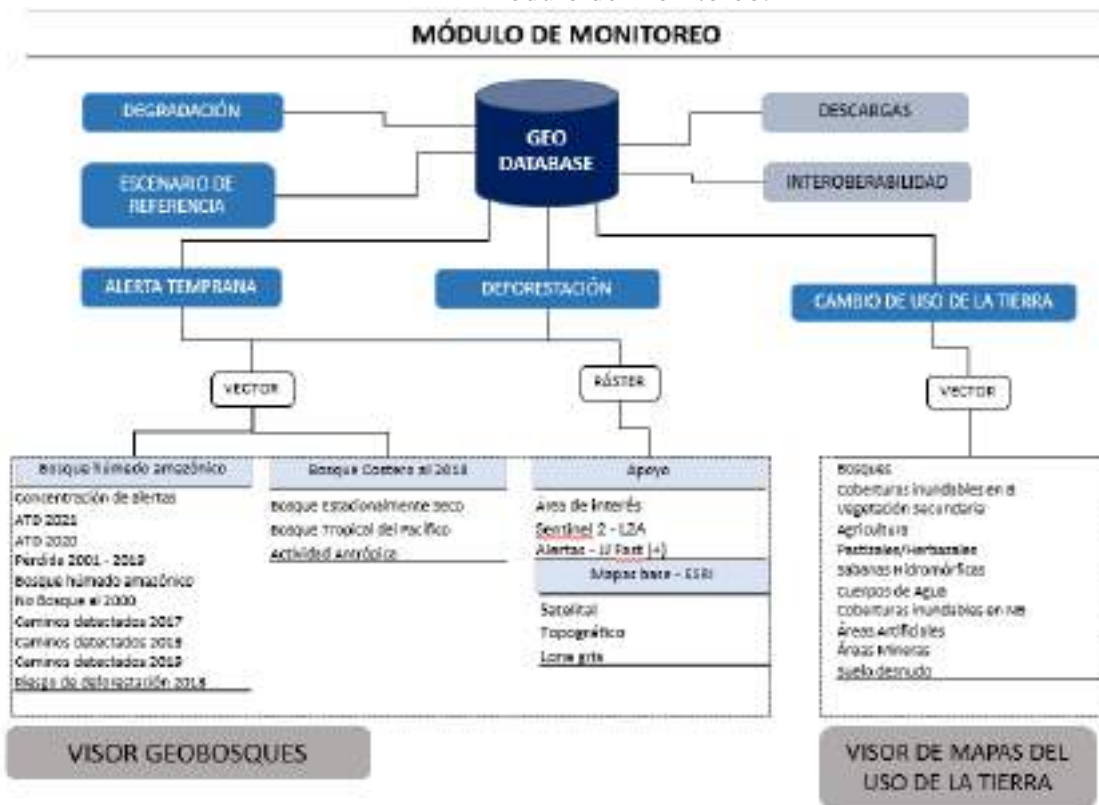 MÓDULO DE MONITOREO
DEGRADACIÓN
GEO
DATABASE
DESCARGAS
ESCENARIO DE
REFERENCIA
INTEROBERABILIDAD
ALERTA TEMPRANA
DEFORESTACIÓN
CAMBIO DE USO DE LA TIERRA
VECTOR
RÁSTER
VECTOR
Bosque húmedo amazónico
Concentración de alertas
ATD 2021
ATD 2020
Pérdida 2001 - 2019
Bosque húmedo amazónico
No Bosque al 2000
Caminos detectados 2017
Caminos detectados 2018
Caminos detectados 2019
Riesgo de deforestación 2018
Bosque Costero al 2018
Bosque Estacionalmente Seco
Bosque Tropical del Pacífico
Actividad Antrópica
Apoyo
Área de interés
Sentinel 2 - L2A
Alertas - JJ Fast (+)
Mapas base - ESRI
Satelital
Topográfico
Lona gris
Bosques
Coberturas inundables en B
Vegetación Secundaria
Agricultura
Pastizales/Herbazales
Sabanas Hidromórficas
Cuerpos de Agua
Coberturas inundables en NB
Áreas Artificiales
Áreas Mineras
Suelo desnudo
VISOR GEOBOSQUES
VISOR DE MAPAS DEL
USO DE LA TIERRA